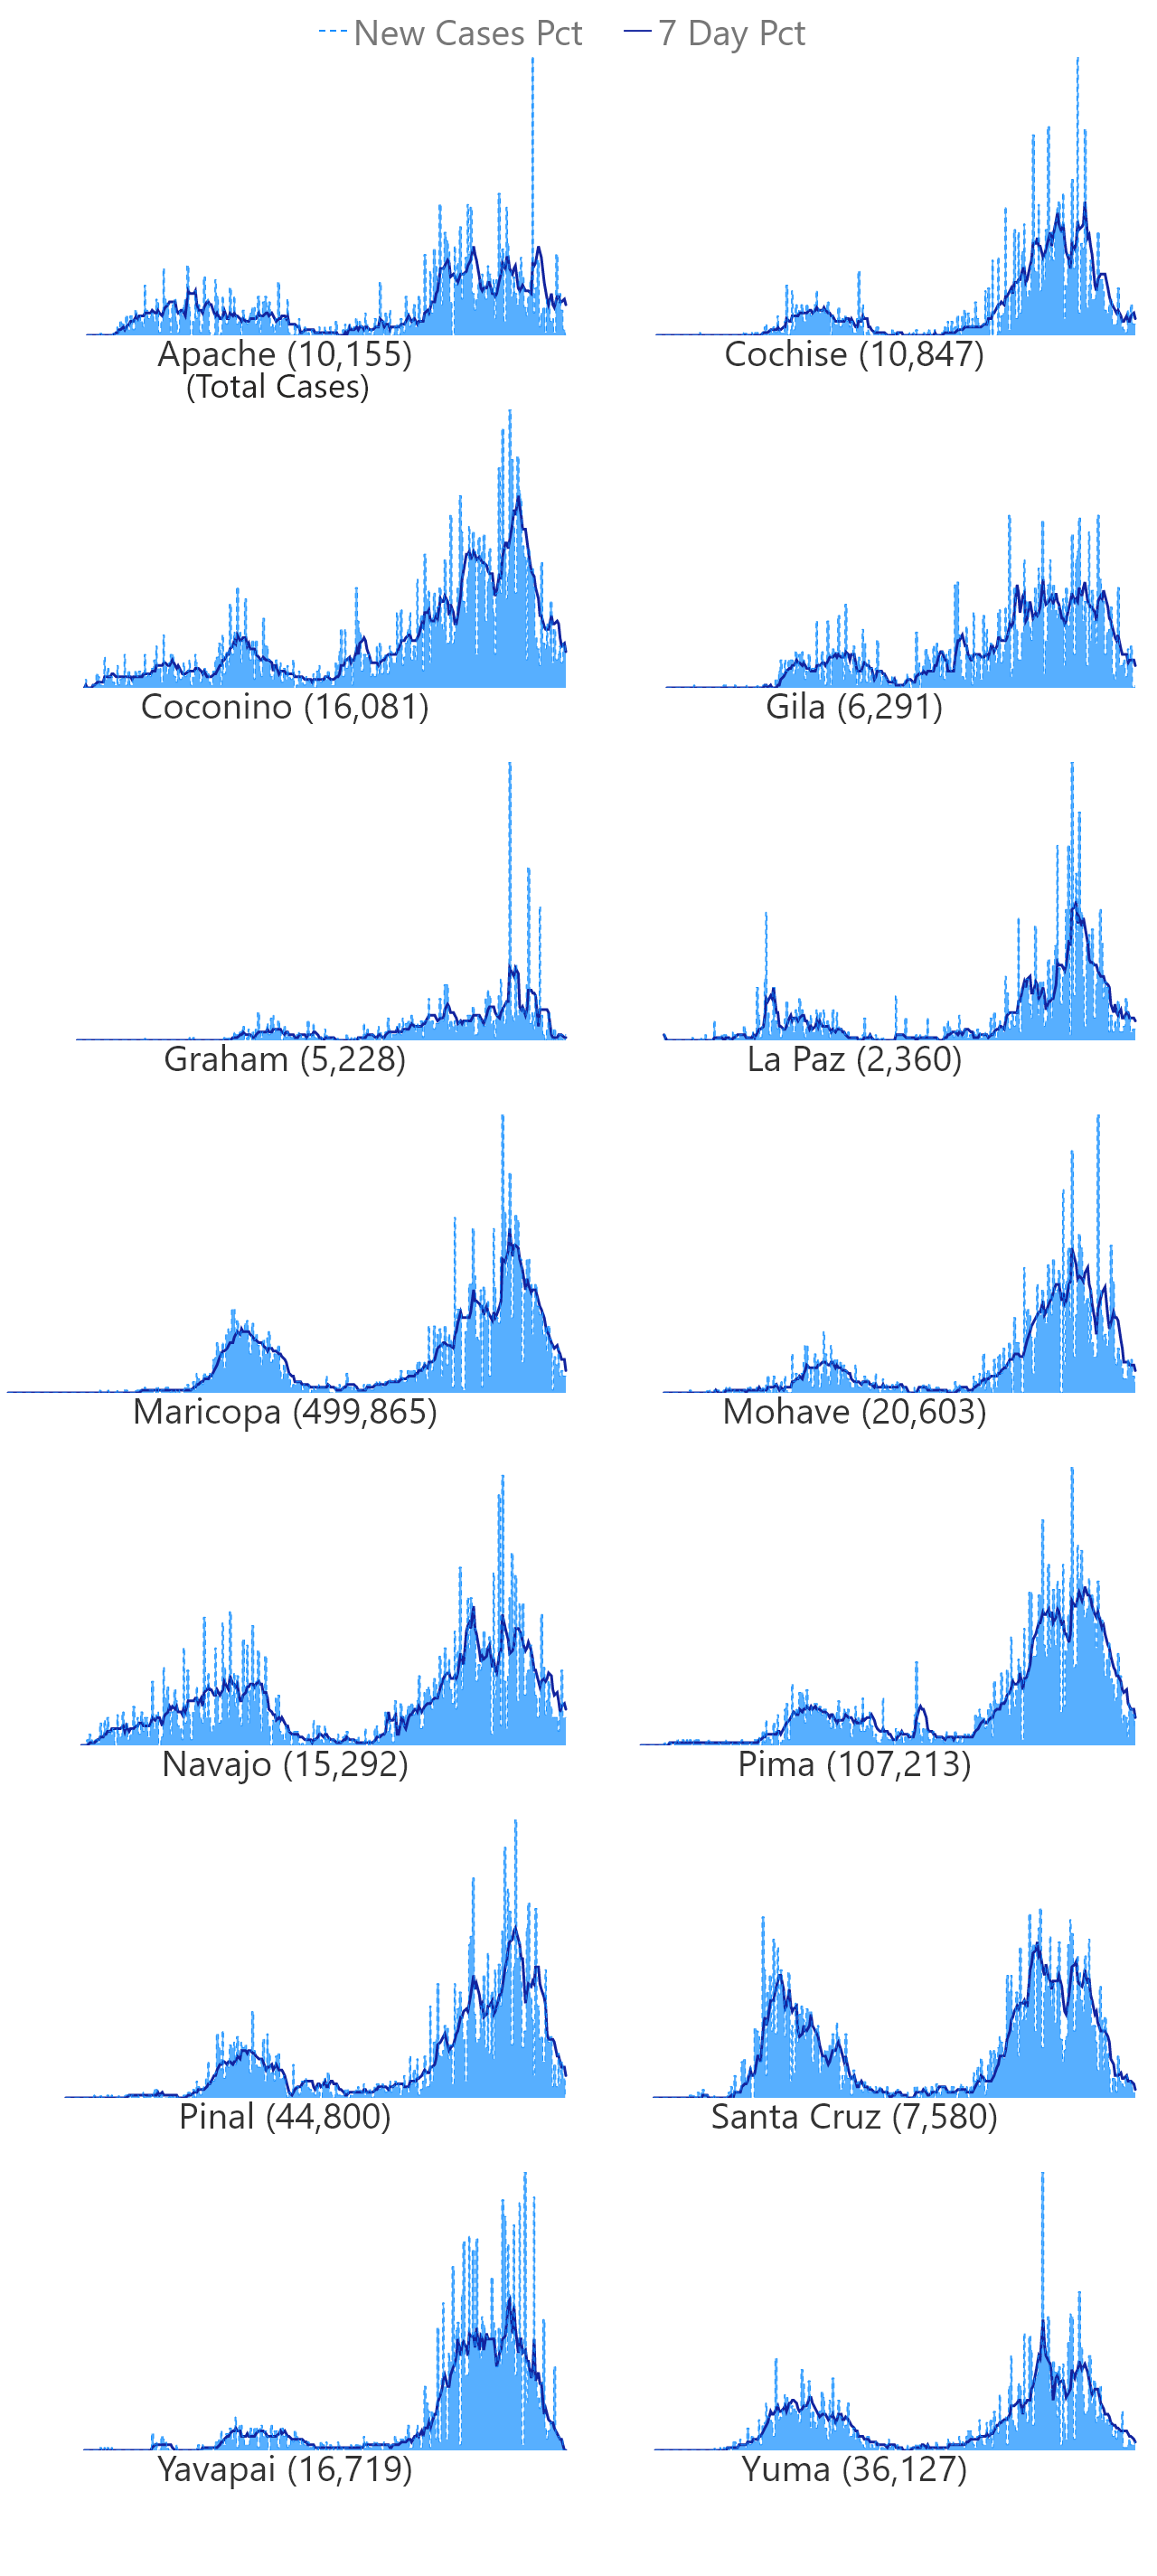 New Cases Pct 7 Day Pct
Apache (10,155) Cochise (10,847)
(Total Cases)
Coconino (16,081) Gila (6,291)
Graham (5,228) La Paz (2,360)
Maricopa (499,865) Mohave (20,603)
Navajo (15,292) Pima (107,213)
Pinal (44,800) Santa Cruz (7,580)
Yavapai (16,719) Yuma (36,127)